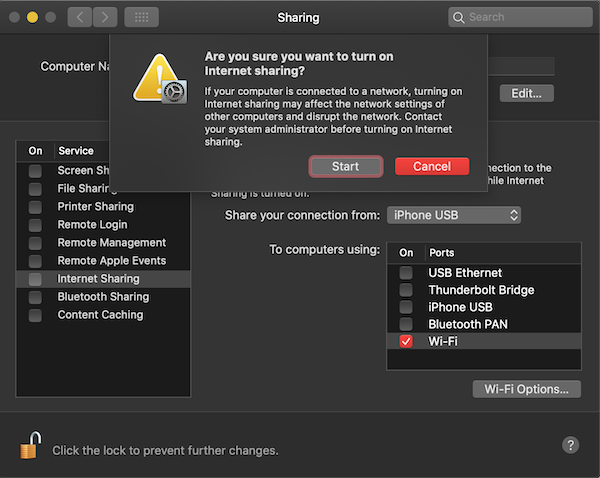 Sharing
Search
Are you sure you want to turn on
Internet sharing?
If your computer is connected to a network, turning on
Internet sharing may affect the network settings of
other computers and disrupt the network. Contact
your system administrator before turning on Internet
sharing.
Start
Cancel
Computer Na
Edit...
On
Service
Screen Sh
File Sharing
Printer Sharing
Remote Login
Remote Management
Remote Apple Events
Internet Sharing
Bluetooth Sharing
Content Caching
nnection to the
hile Internet
Sharing is turned on.
Share your connection from:
iPhone USB
To computers using:
On
Ports
USB Ethernet
Thunderbolt Bridge
iPhone USB
Bluetooth PAN
Wi-Fi
Wi-Fi Options...
Click the lock to prevent further changes.
?